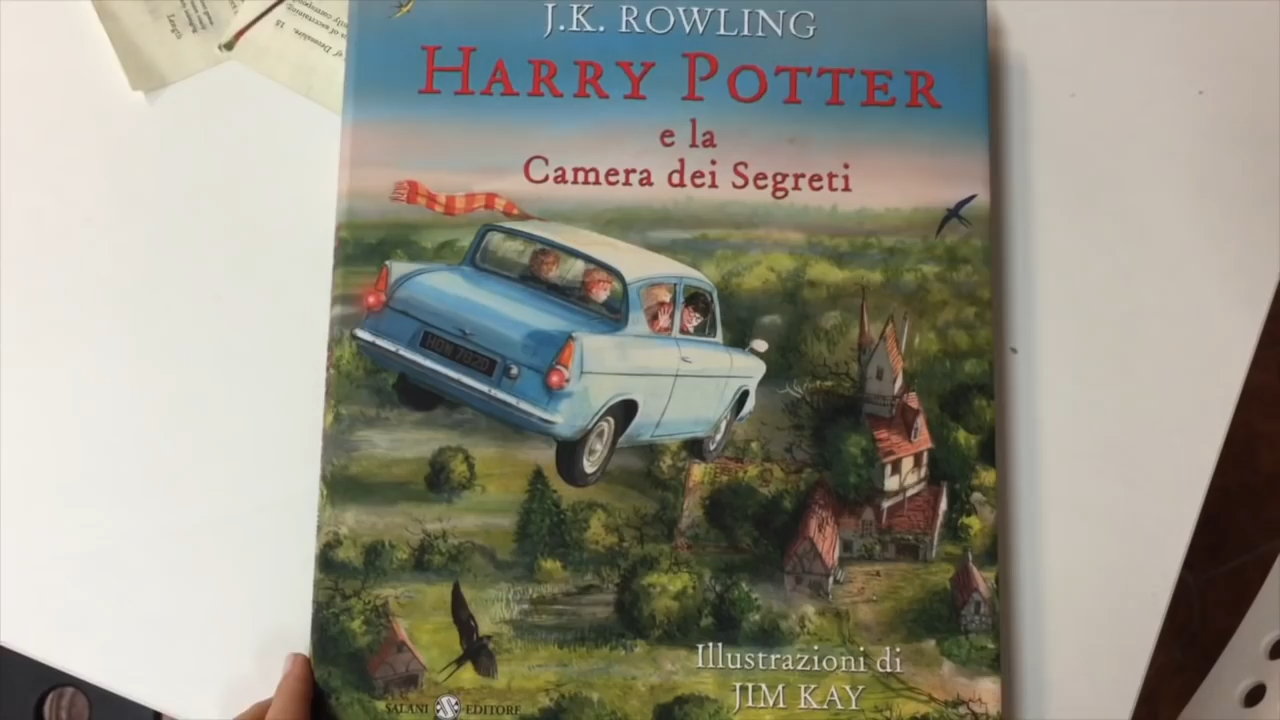 J.K. ROWLING
HARRY POTTER
e la
Camera dei Segreti
Illustrazioni di
JIM KAY
SALANI EDITORE